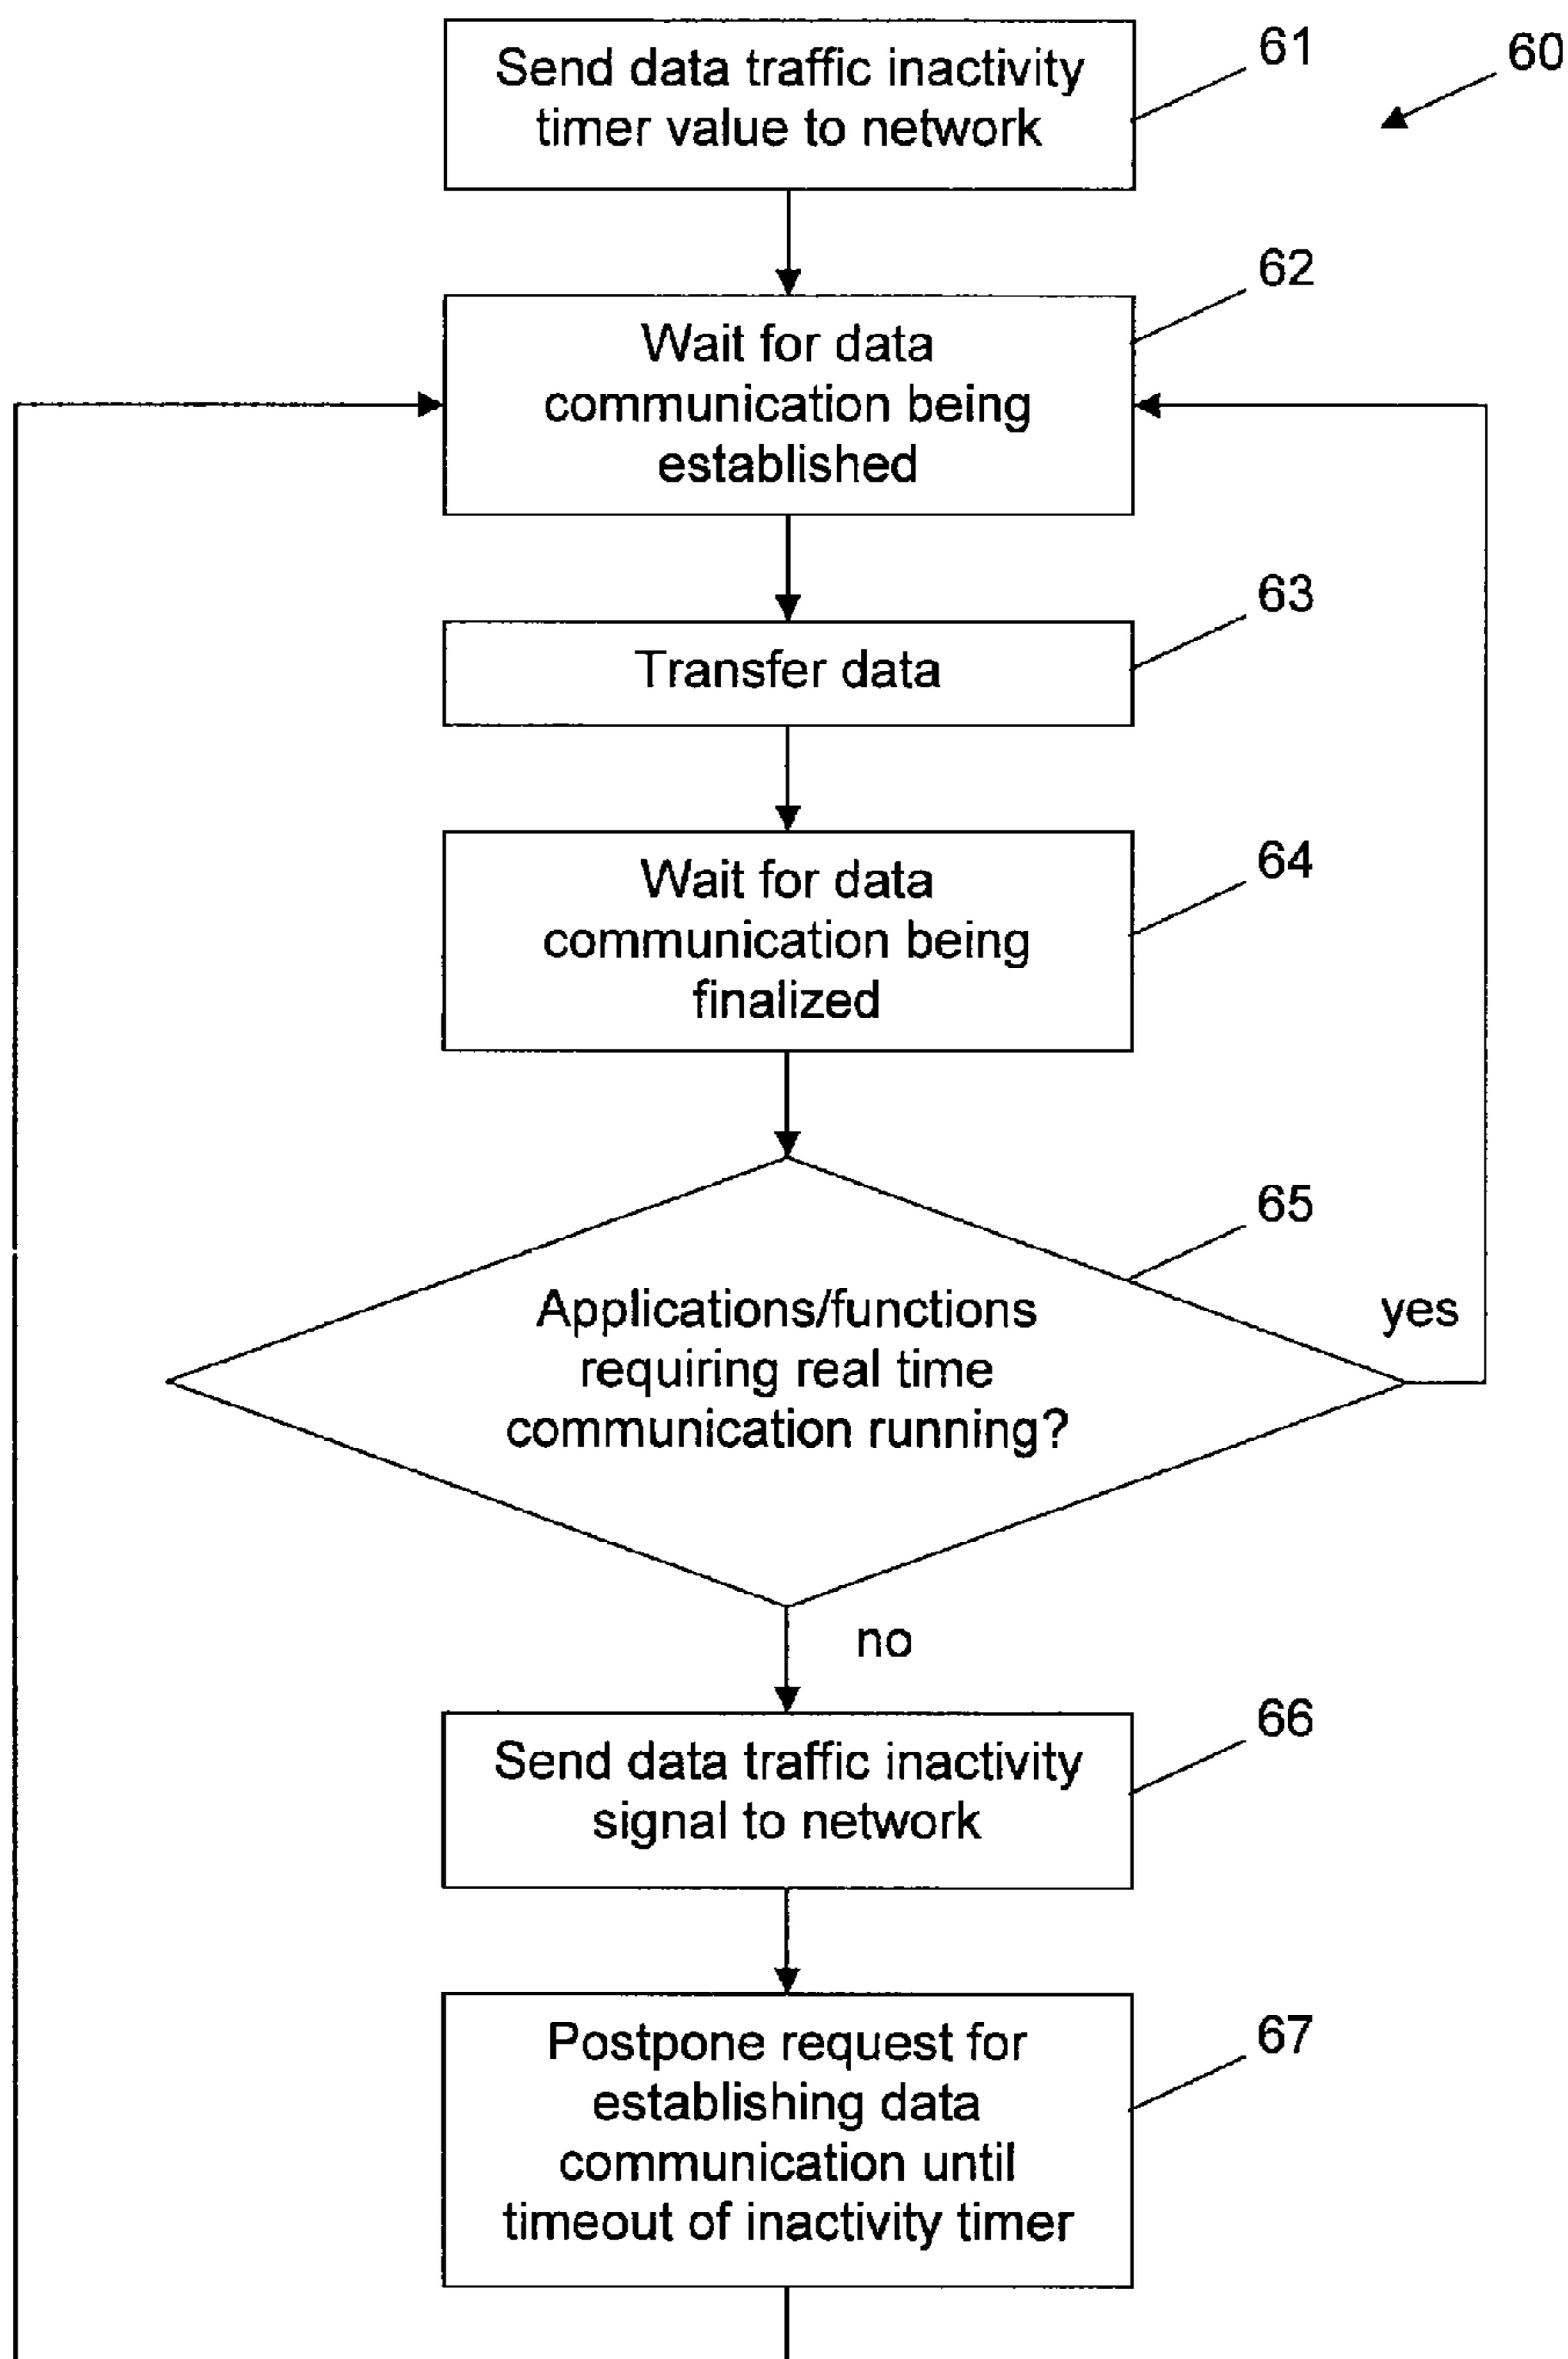 Send data traffic inactivity
timer value to network
61
60
Wait for data
communication being
established
62
Transfer data
63
Wait for data
communication being
finalized
64
Applications/functions
requiring real time
communication running?
65
yes
no
Send data traffic inactivity
signal to network
66
Postpone request for
establishing data
communication until
timeout of inactivity timer
67